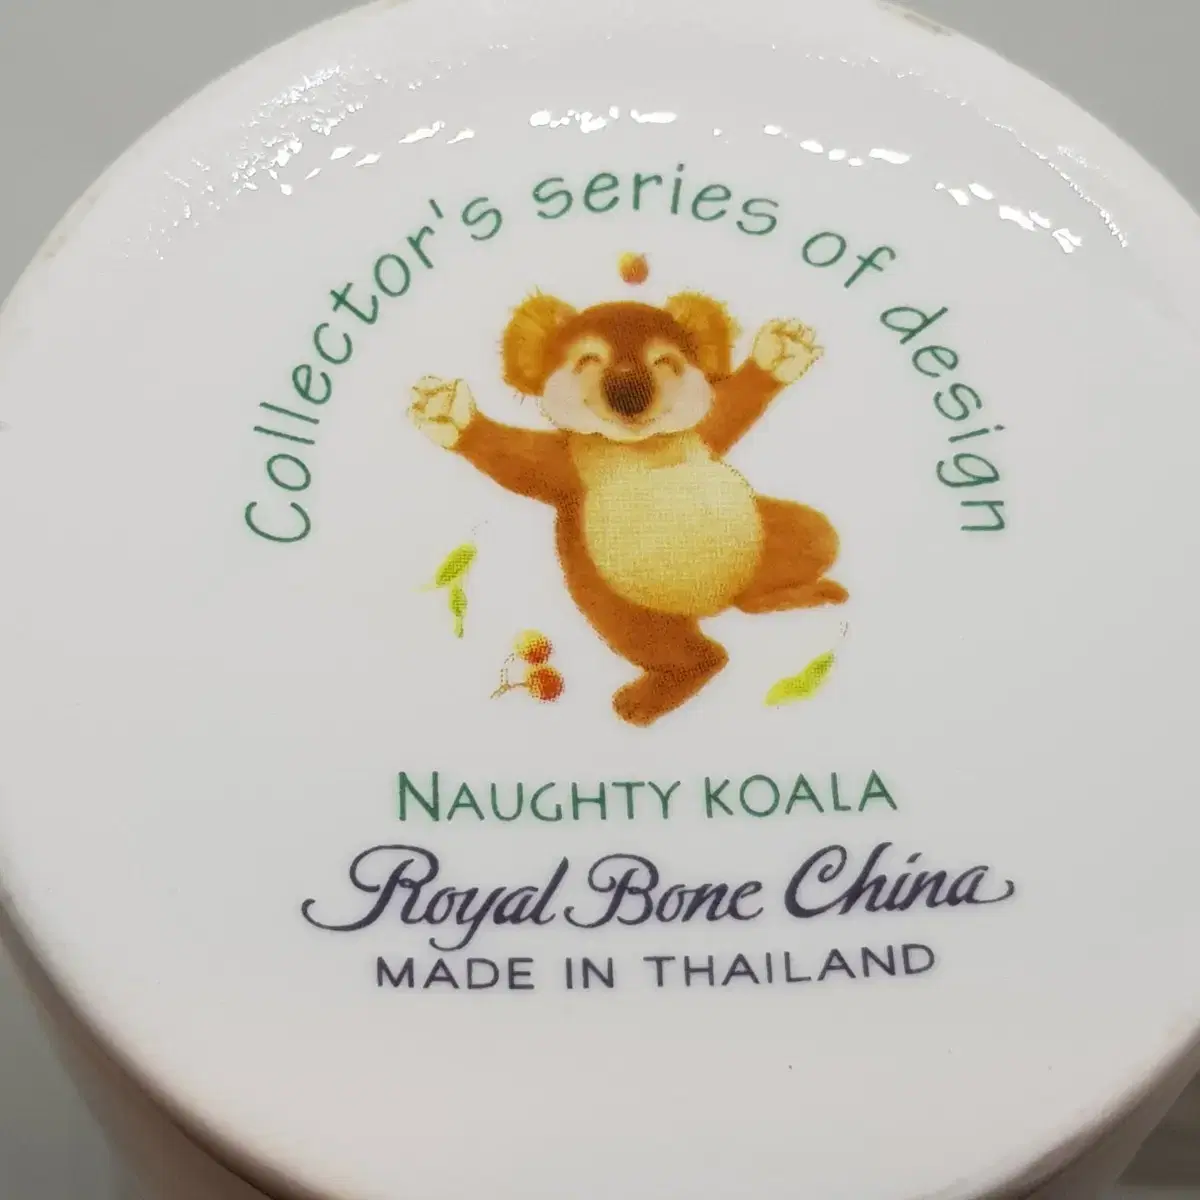 Collector's series of design
NAUGHTY KOALA
Royal Bone China
MADE IN THAILAND